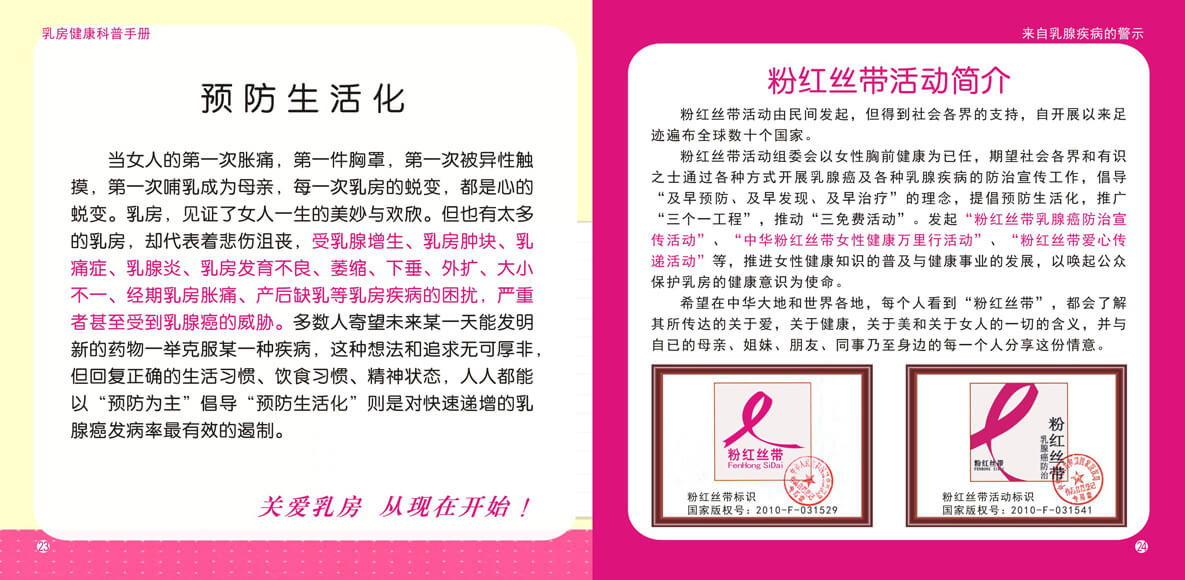 乳房健康科普手册
预防生活化
当女人的第一次胀痛，第一件胸罩，第一次被异性触
摸，第一次哺乳成为母亲，每一次乳房的蜕变，都是心的
蜕变。乳房，见证了女人一生的美妙与欢欣。但也有太多
的乳房，却代表着悲伤沮丧，受乳腺增生、乳房肿块、乳
痛症、乳腺炎、乳房发育不良、萎缩、下垂、外扩、大小
不一、经期乳房胀痛、产后缺乳等乳房疾病的困扰，严重
者甚至受到乳腺癌的威胁。多数人寄望未来某一天能发明
新的药物一举克服某一种疾病，这种想法和追求无可厚非，
但回复正确的生活习惯、饮食习惯、精神状态，人人都能
以“预防为主”倡导“预防生活化”则是对快速递增的乳
腺癌发病率最有效的遏制。
关爱乳房 从现在开始！
23
来自乳腺疾病的警示
粉红丝带活动简介
粉红丝带活动由民间发起，但得到社会各界的支持，自开展以来足
迹遍布全球数十个国家。
粉红丝带活动组委会以女性胸前健康为已任，期望社会各界和有识
之士通过各种方式开展乳腺癌及各种乳腺疾病的防治宣传工作，倡导
“及早预防、及早发现、及早治疗”的理念，提倡预防生活化，推广
“三个一工程”，推动“三免费活动”。发起“粉红丝带乳腺癌防治宣
传活动”、“中华粉红丝带女性健康万里行活动”、“粉红丝带爱心传
递活动”等，推进女性健康知识的普及与健康事业的发展，以唤起公众
保护乳房的健康意识为使命。
希望在中华大地和世界各地，每个人看到“粉红丝带”，都会了解
其所传达的关于爱，关于健康，关于美和关于女人的一切的含义，并与
自已的母亲、姐妹、朋友、同事乃至身边的每一个人分享这份情意。
粉红丝带
FenHong SiDai
粉红丝带标识
国家版权号：2010-F-031529
粉红丝带
乳腺癌防治
粉红丝带
FENHONG SIDAI
粉红丝带活动标识
国家版权号：2010-F-031541
24